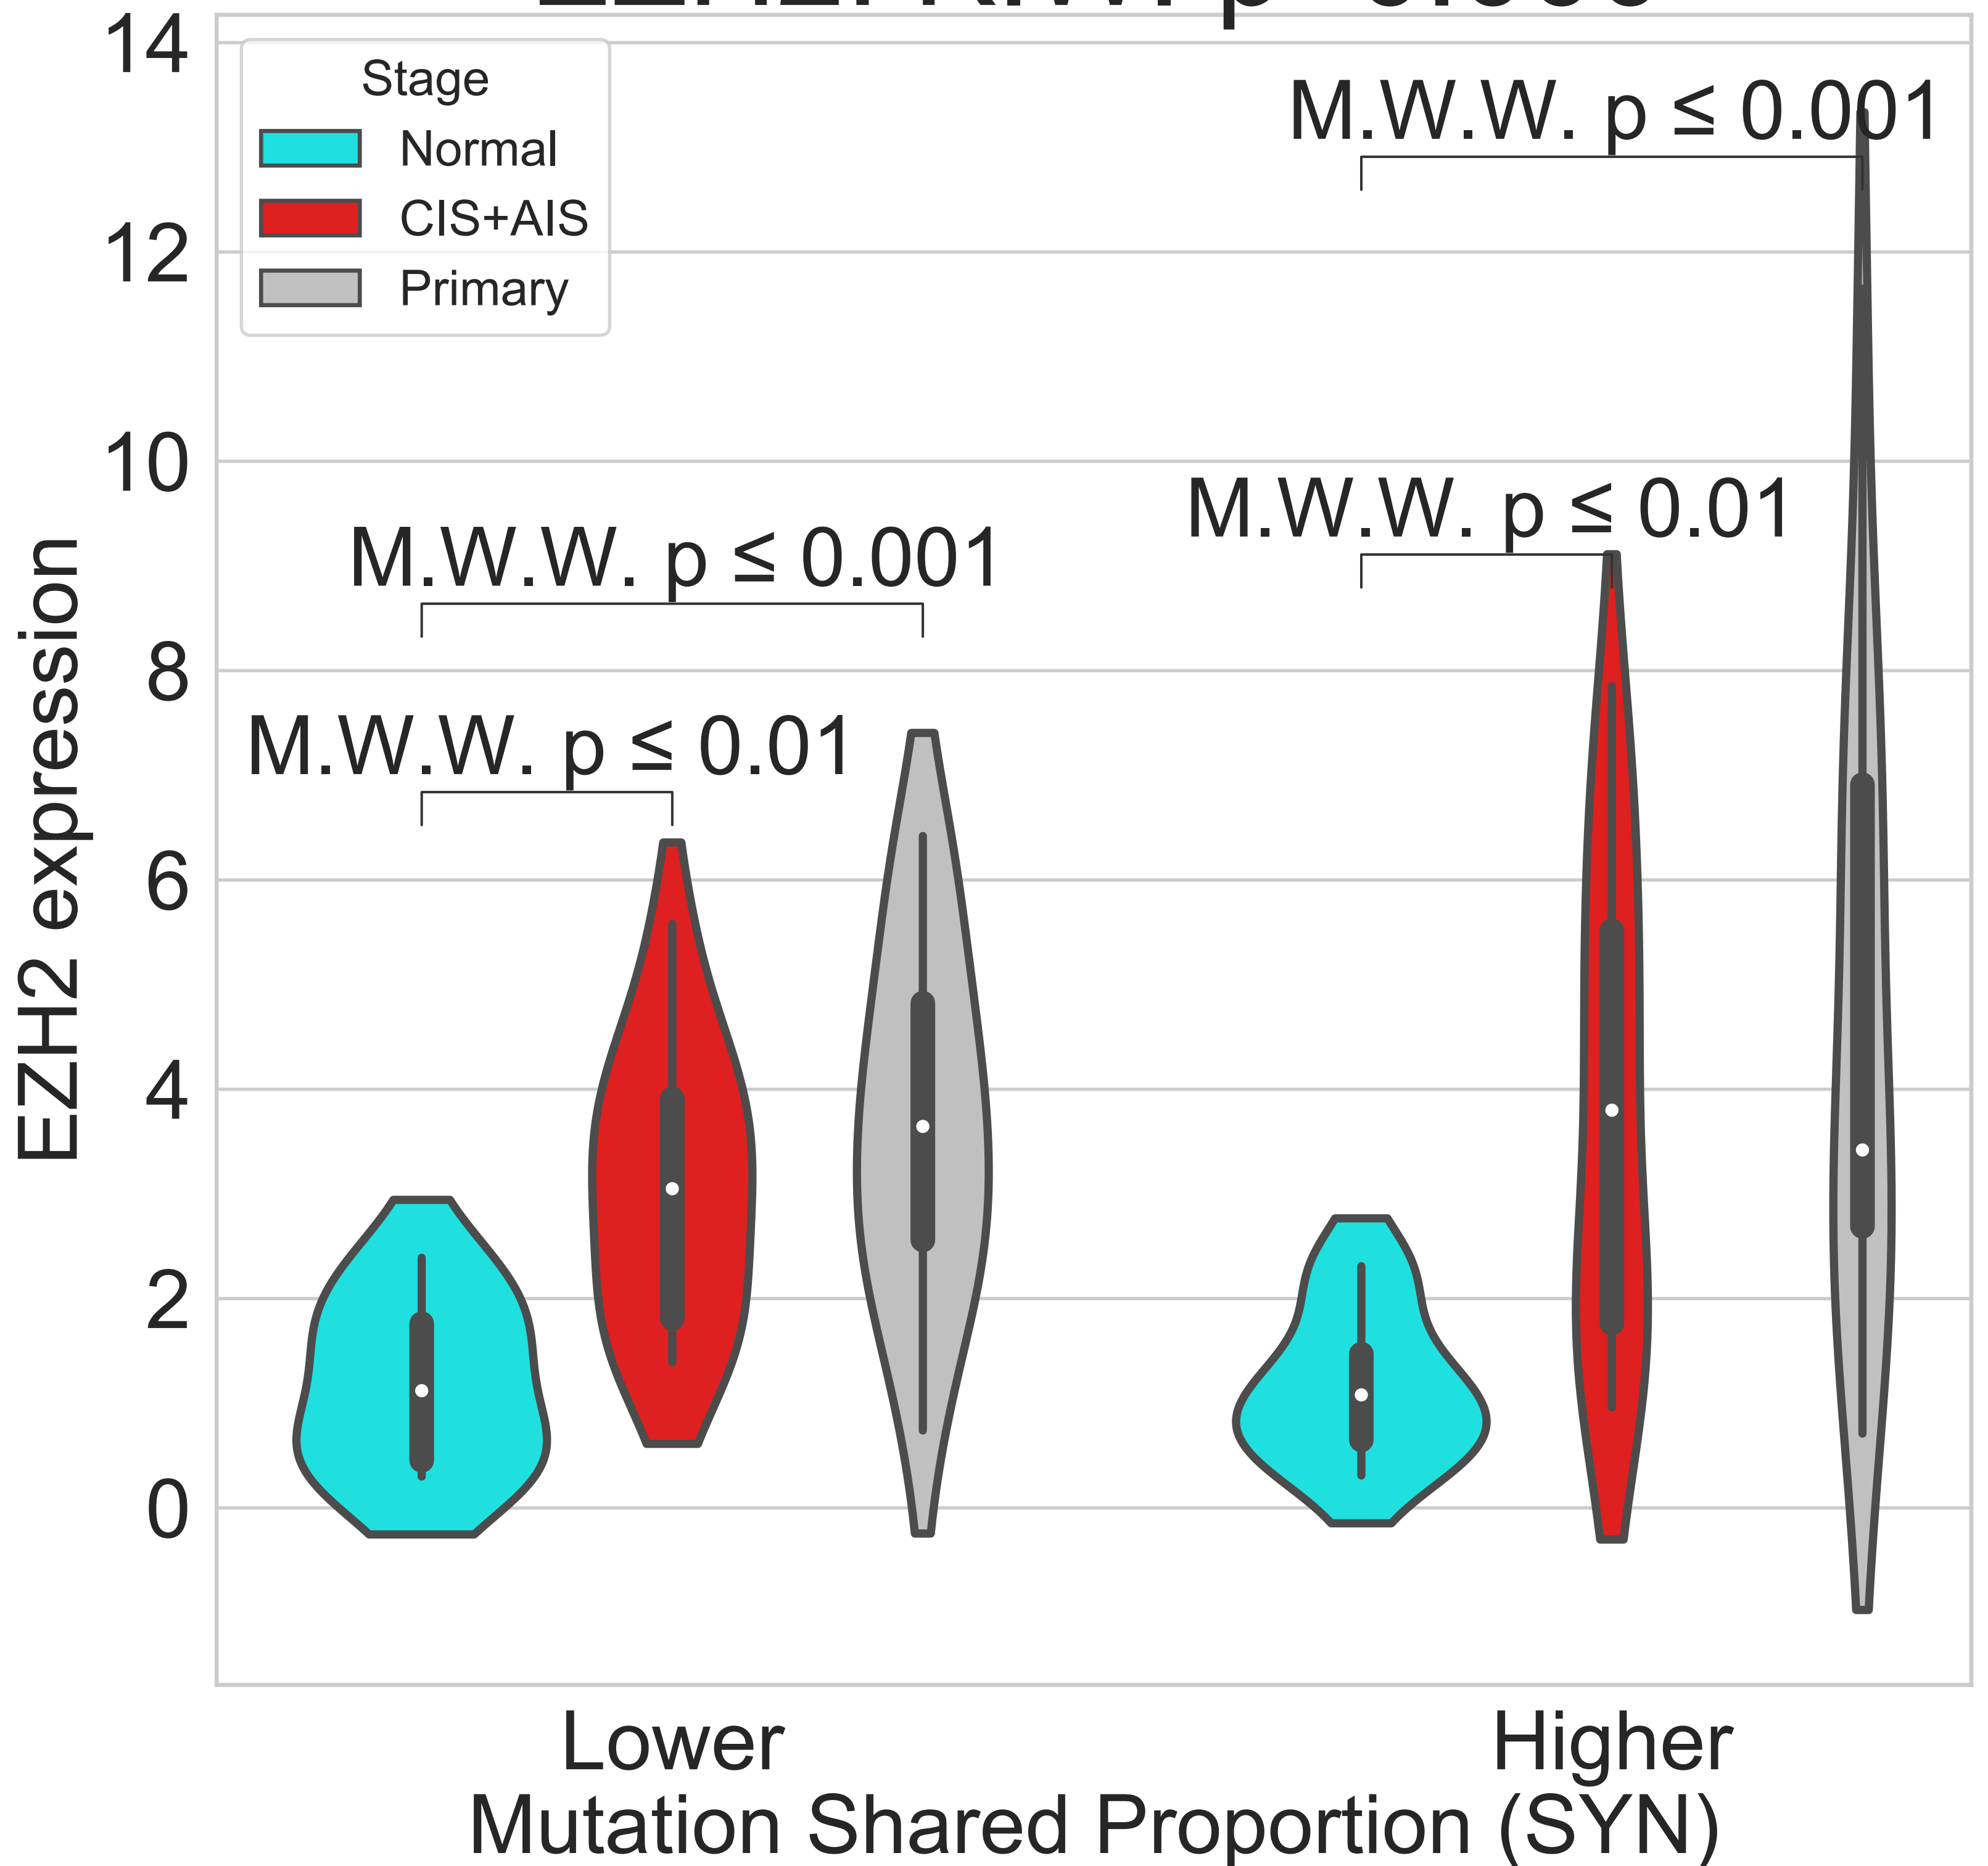 14
12
10
8
6
4
2
0
EZH2 expression
Stage
Normal
CIS+AIS
Primary
M.W.W. p ≤ 0.001
M.W.W. p ≤ 0.01
M.W.W. p ≤ 0.001
M.W.W. p ≤ 0.01
Lower
Higher
Mutation Shared Proportion (SYN)